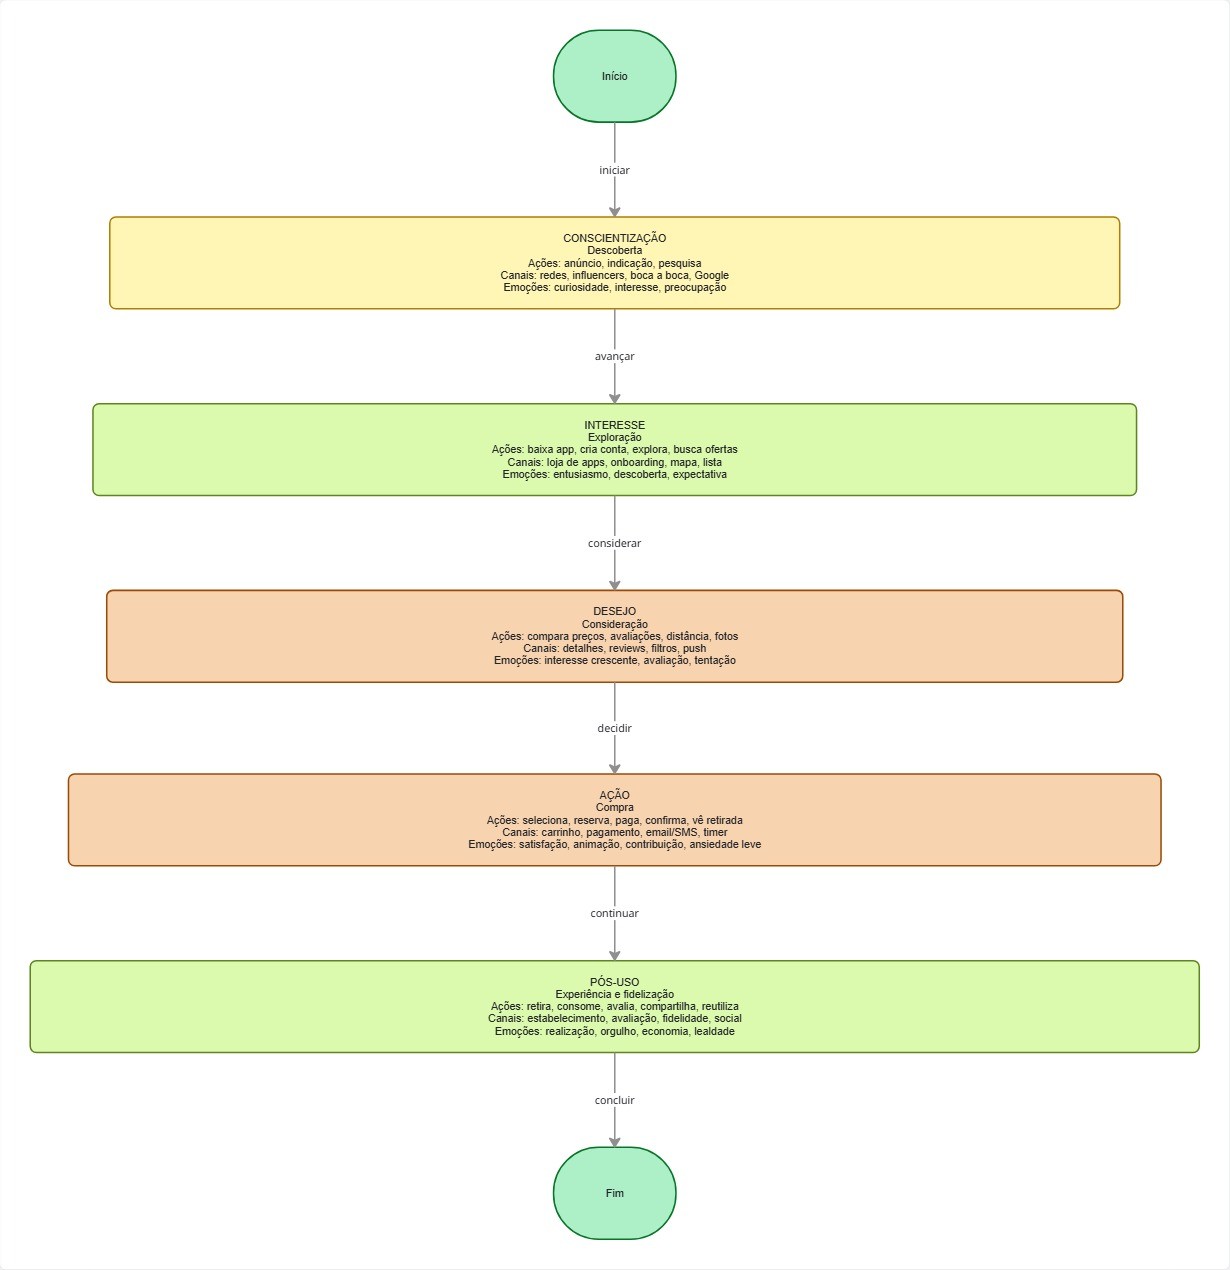 Início
iniciar
CONSCIENTIZAÇÃO
Descoberta
Ações: anúncio, indicação, pesquisa
Canais: redes, influencers, boca a boca, Google
Emoções: curiosidade, interesse, preocupação
avançar
INTERESSE
Exploração
Ações: baixa app, cria conta, explora, busca ofertas
Canais: loja de apps, onboarding, mapa, lista
Emoções: entusiasmo, descoberta, expectativa
considerar
DESEJO
Consideração
Ações: compara preços, avaliações, distância, fotos
Canais: detalhes, reviews, filtros, push
Emoções: interesse crescente, avaliação, tentação
decidir
AÇÃO
Compra
Ações: seleciona, reserva, paga, confirma, vê retirada
Canais: carrinho, pagamento, email/SMS, timer
Emoções: satisfação, animação, contribuição, ansiedade leve
continuar
PÓS-USO
Experiência e fidelização
Ações: retira, consome, avalia, compartilha, reutiliza
Canais: estabelecimento, avaliação, fidelidade, social
Emoções: realização, orgulho, economia, lealdade
concluir
Fim